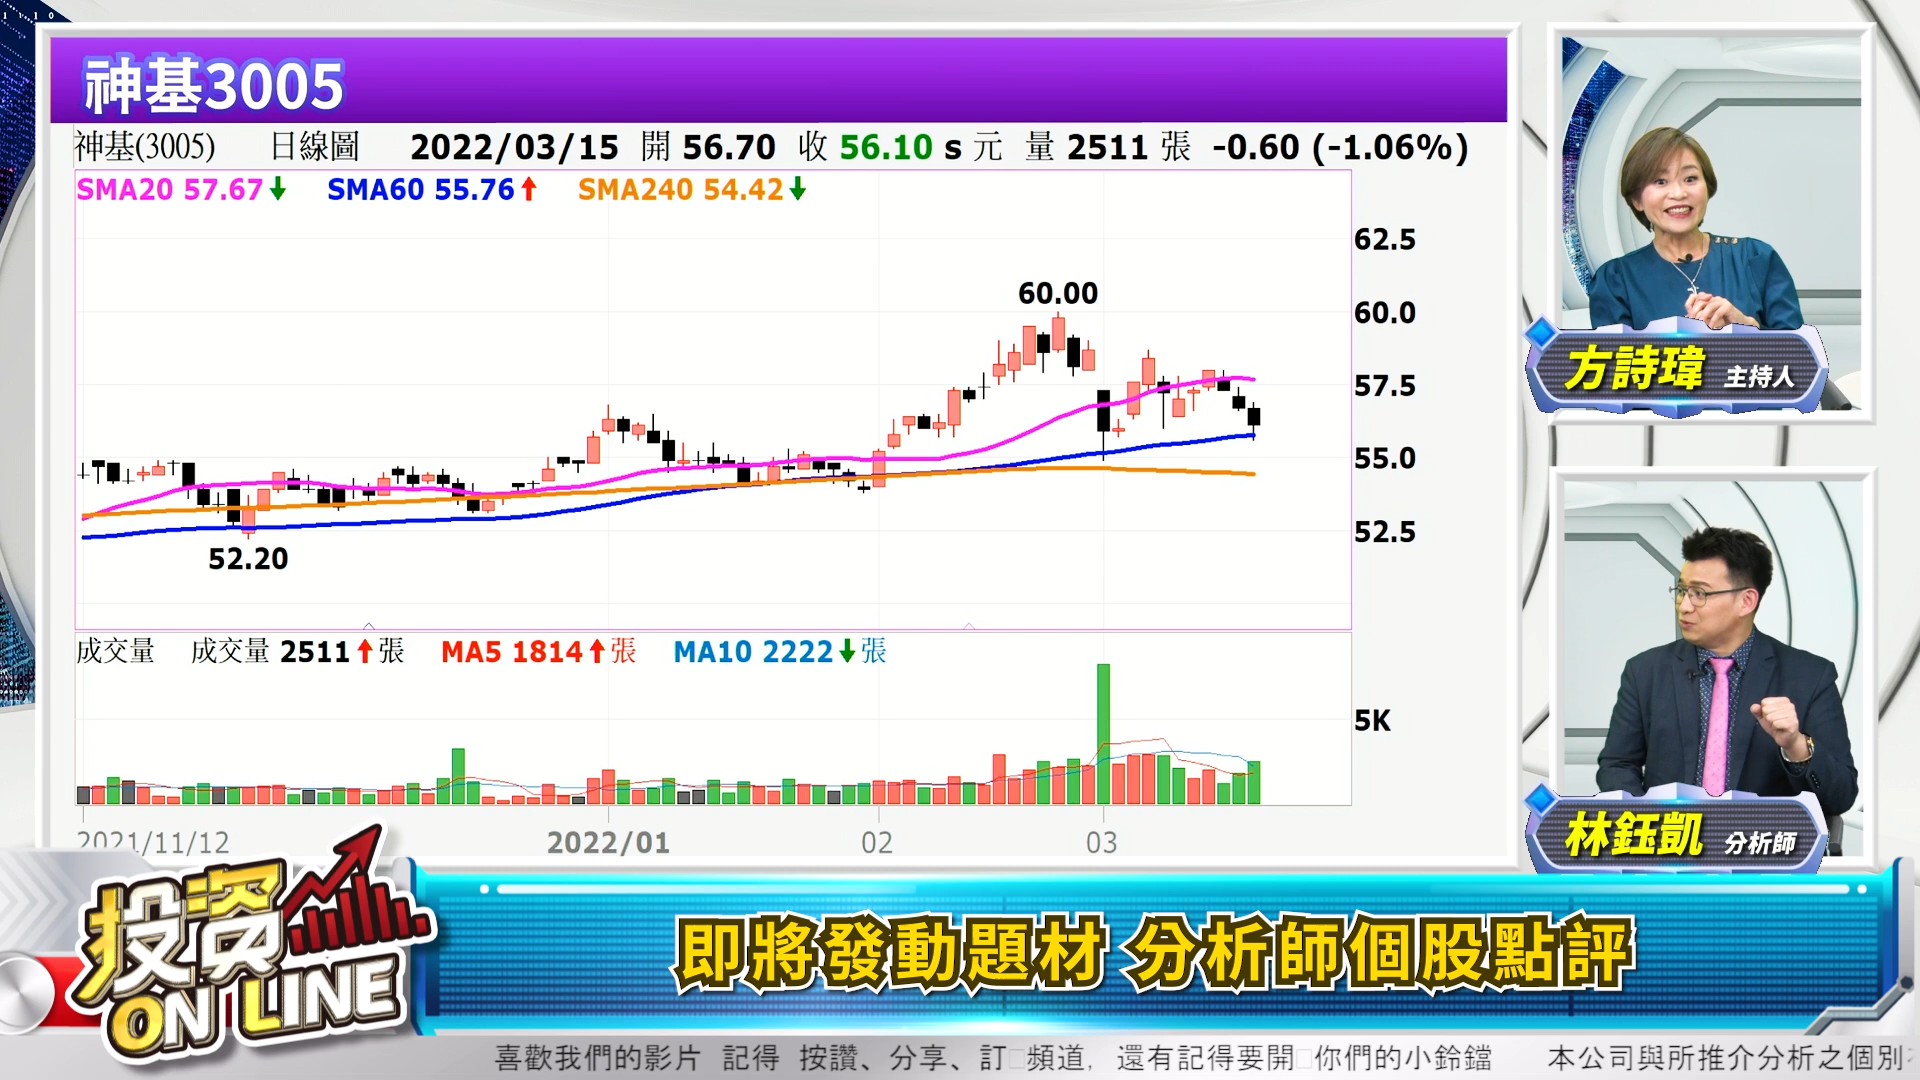 神基3005
神基(3005) 日線圖 2022/03/15 開 56.70 收 56.10 s 元 量 2511 張 -0.60 (-1.06%)
SMA20 57.67↓ SMA60 55.76↑ SMA240 54.42↓
62.5
60.00
60.0
57.5
55.0
52.5
52.20
成交量 成交量 2511↑張 MA5 1814↑張 MA10 2222↓張
5K
2021/11/12 2022/01 02 03
方詩瑋 主持人
林鈺凱 分析師
投資
ON LINE
即將發動題材 分析師個股點評
喜歡我們的影片 記得 按讚、分享、訂□頻道, 還有記得要開□你們的小鈴鐺 本公司與所推介分析之個別